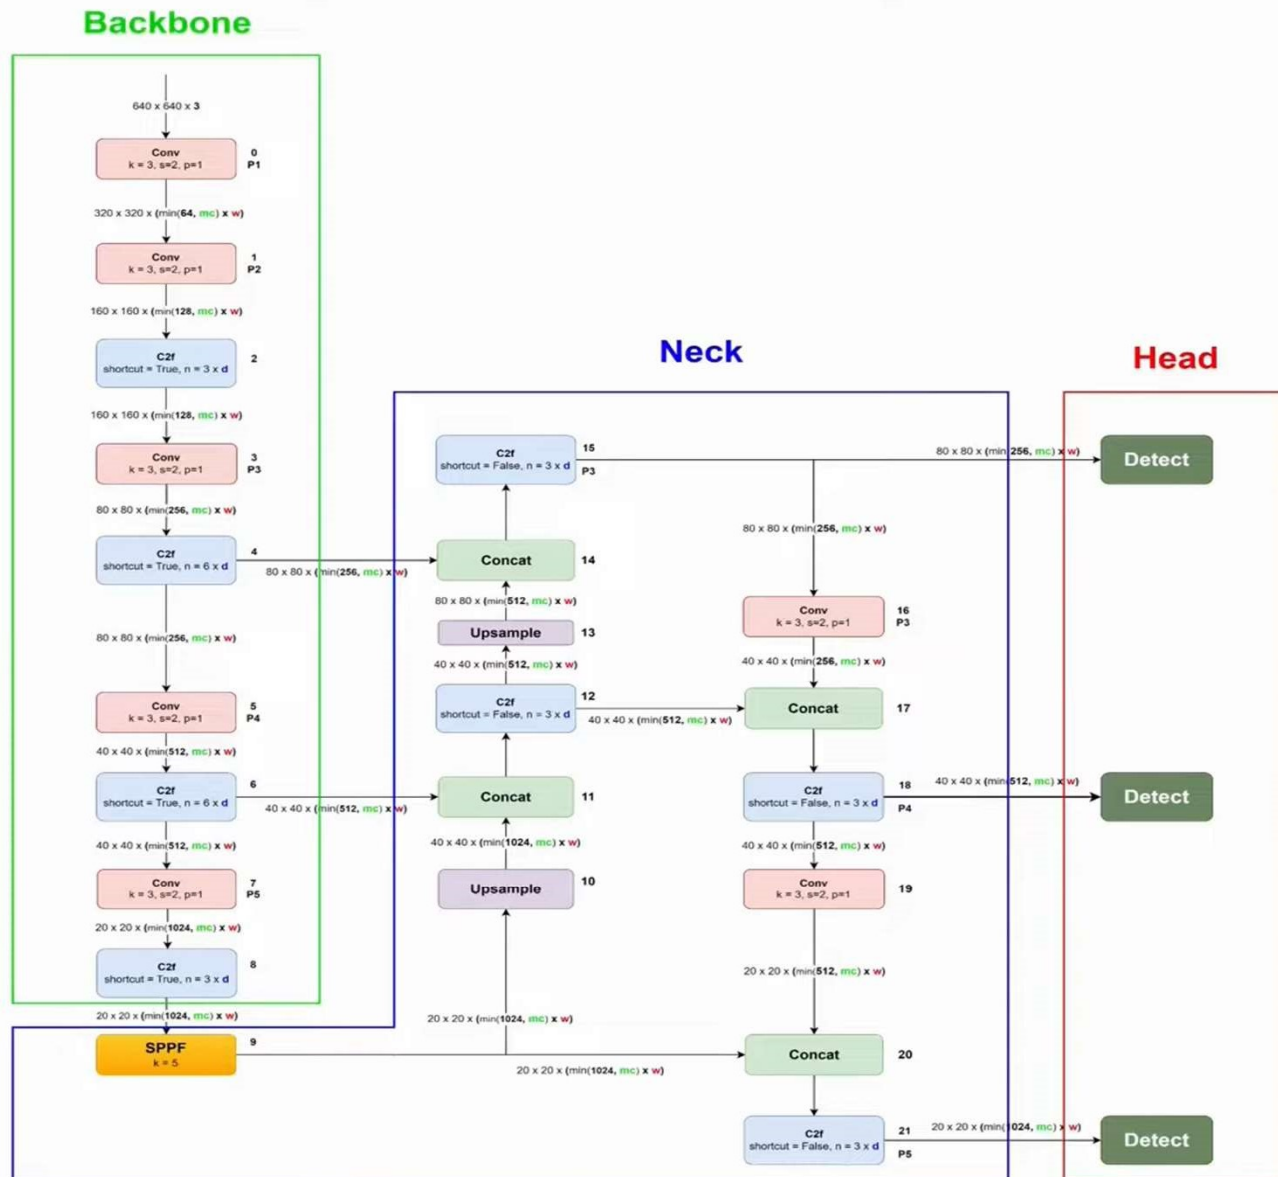 Backbone
640 x 640 x 3
Conv
k = 3, s=2, p=1
0
P1
320 x 320 x (min(64, mc) x w)
Conv
k = 3, s=2, p=1
1
P2
160 x 160 x (min(128, mc) x w)
C2f
shortcut = True, n = 3 x d
2
160 x 160 x (min(128, mc) x w)
Conv
k = 3, s=2, p=1
3
P3
80 x 80 x (min(256, mc) x w)
C2f
shortcut = True, n = 6 x d
4
80 x 80 x (min(256, mc) x w)
80 x 80 x (min(256, mc) x w)
Conv
k = 3, s=2, p=1
5
P4
40 x 40 x (min(512, mc) x w)
C2f
shortcut = True, n = 6 x d
6
40 x 40 x (min(512, mc) x w)
40 x 40 x (min(512, mc) x w)
Conv
k = 3, s=2, p=1
7
P5
20 x 20 x (min(1024, mc) x w)
C2f
shortcut = True, n = 3 x d
8
20 x 20 x (min(1024, mc) x w)
SPPF
k = 5
9
Neck
C2f
shortcut = False, n = 3 x d
15
P3
Concat
14
80 x 80 x (min(512, mc) x w)
Upsample
13
40 x 40 x (min(512, mc) x w)
C2f
shortcut = False, n = 3 x d
12
40 x 40 x (min(512, mc) x w)
Concat
11
40 x 40 x (min(1024, mc) x w)
Upsample
10
20 x 20 x (min(1024, mc) x w)
20 x 20 x (min(1024, mc) x w)
80 x 80 x (min(256, mc) x w)
80 x 80 x (min(256, mc) x w)
Conv
k = 3, s=2, p=1
16
P3
40 x 40 x (min(256, mc) x w)
Concat
17
C2f
shortcut = False, n = 3 x d
18
P4
40 x 40 x (min(512, mc) x w)
40 x 40 x (min(512, mc) x w)
Conv
k = 3, s=2, p=1
19
20 x 20 x (min(512, mc) x w)
Concat
20
C2f
shortcut = False, n = 3 x d
21
P5
20 x 20 x (min(1024, mc) x w)
Head
Detect
Detect
Detect